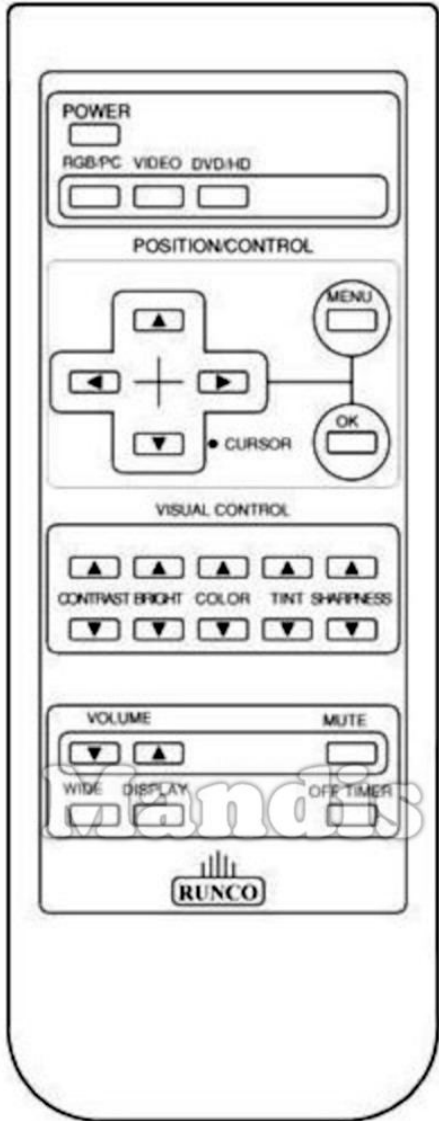 POWER
RGB/PC VIDEO DVD/HD
POSITION/CONTROL
MENU
OK
• CURSOR
VISUAL CONTROL
CONTRAST BRIGHT COLOR TINT SHARPNESS
VOLUME MUTE
WIDE DISPLAY OFF TIMER
Mandis
RUNCO